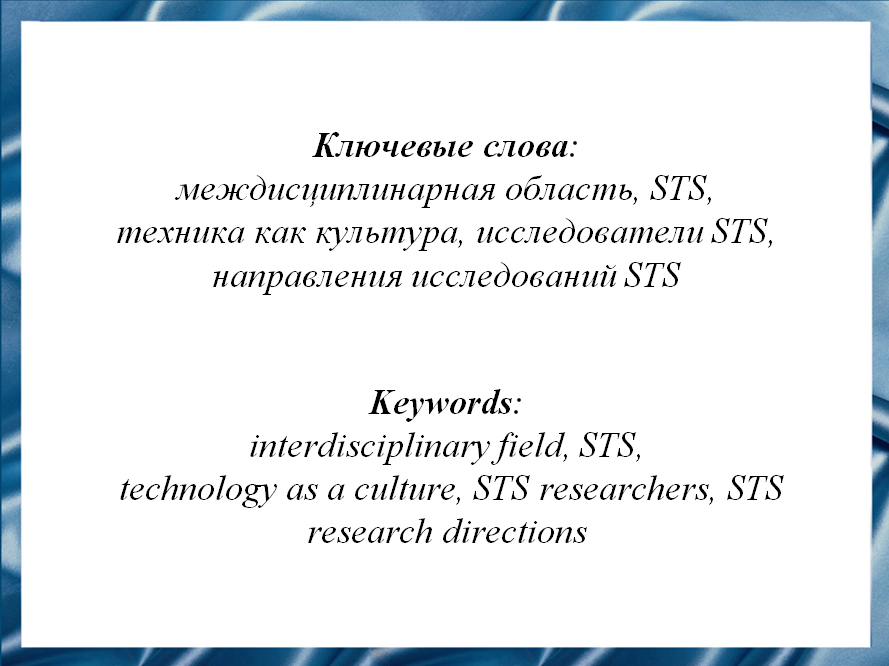 Ключевые слова:
междисциплинарная область, STS,
техника как культура, исследователи STS,
направления исследований STS
Keywords:
interdisciplinary field, STS,
technology as a culture, STS researchers, STS
research directions